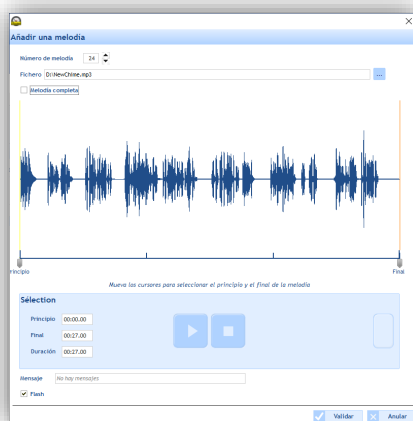 Añadir una melodía
Número de melodía 24
Fichero D:\NewChime.mp3 ...
Melodía completa
Principio Final
Mueva los cursores para seleccionar el principio y el final de la melodía
Sélection
Principio 00:00.00
Final 00:27.00
Duración 00:27.00
Mensaje No hay mensajes
Flash
Validar Anular